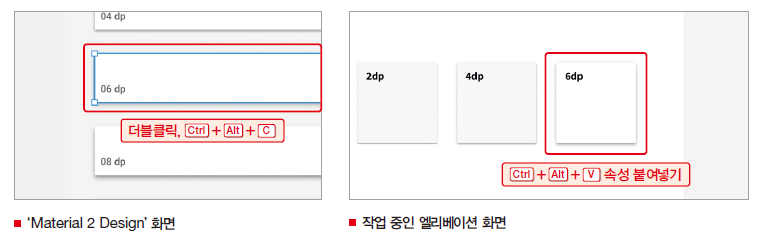 04 dp
06 dp
더블클릭, Ctrl + Alt + C
08 dp
2dp
4dp
6dp
Ctrl + Alt + V 속성 붙여넣기
■ ‘Material 2 Design’ 화면
■ 작업 중인 엘리베이션 화면